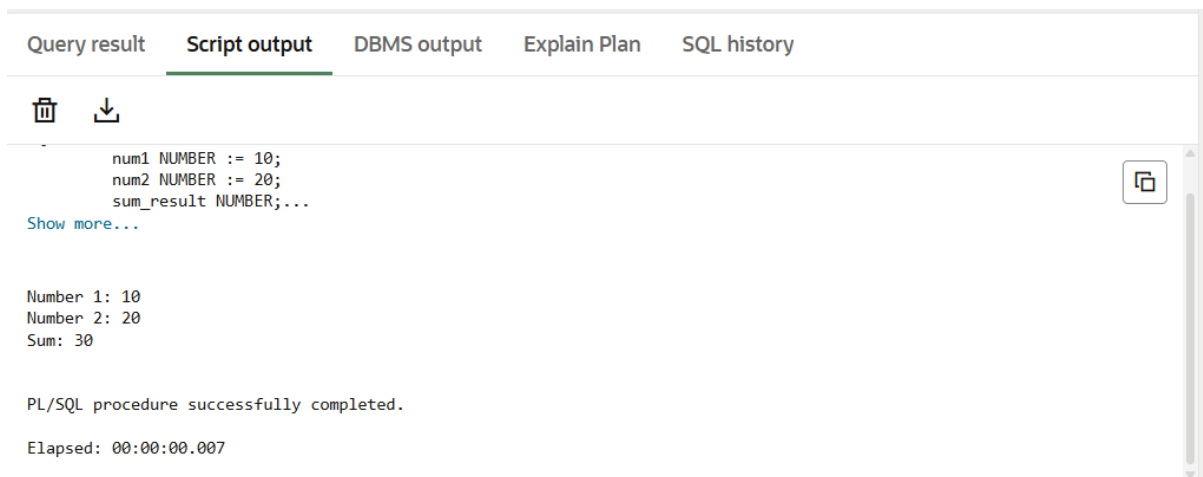 Query result Script output DBMS output Explain Plan SQL history
num1 NUMBER := 10;
num2 NUMBER := 20;
sum_result NUMBER;...
Show more...
Number 1: 10
Number 2: 20
Sum: 30
PL/SQL procedure successfully completed.
Elapsed: 00:00:00.007